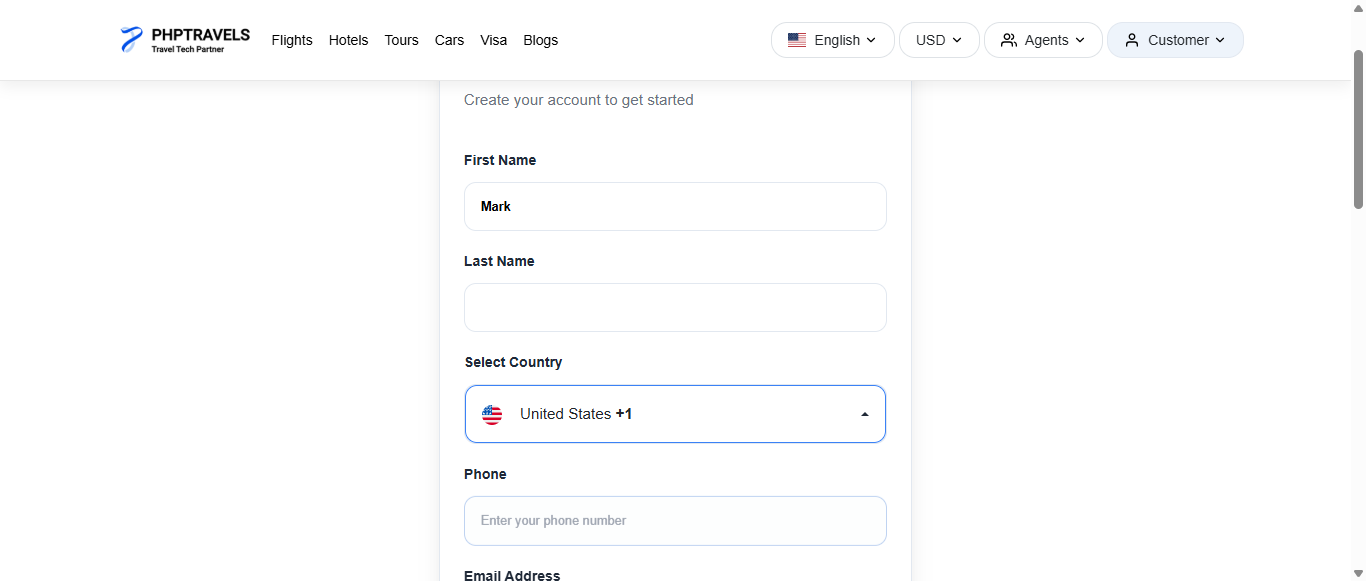 PHPTRAVELS
Travel Tech Partner
Flights Hotels Tours Cars Visa Blogs
English USD Agents Customer
Create your account to get started
First Name
Mark
Last Name
Select Country
United States +1
Phone
Enter your phone number
Email Address